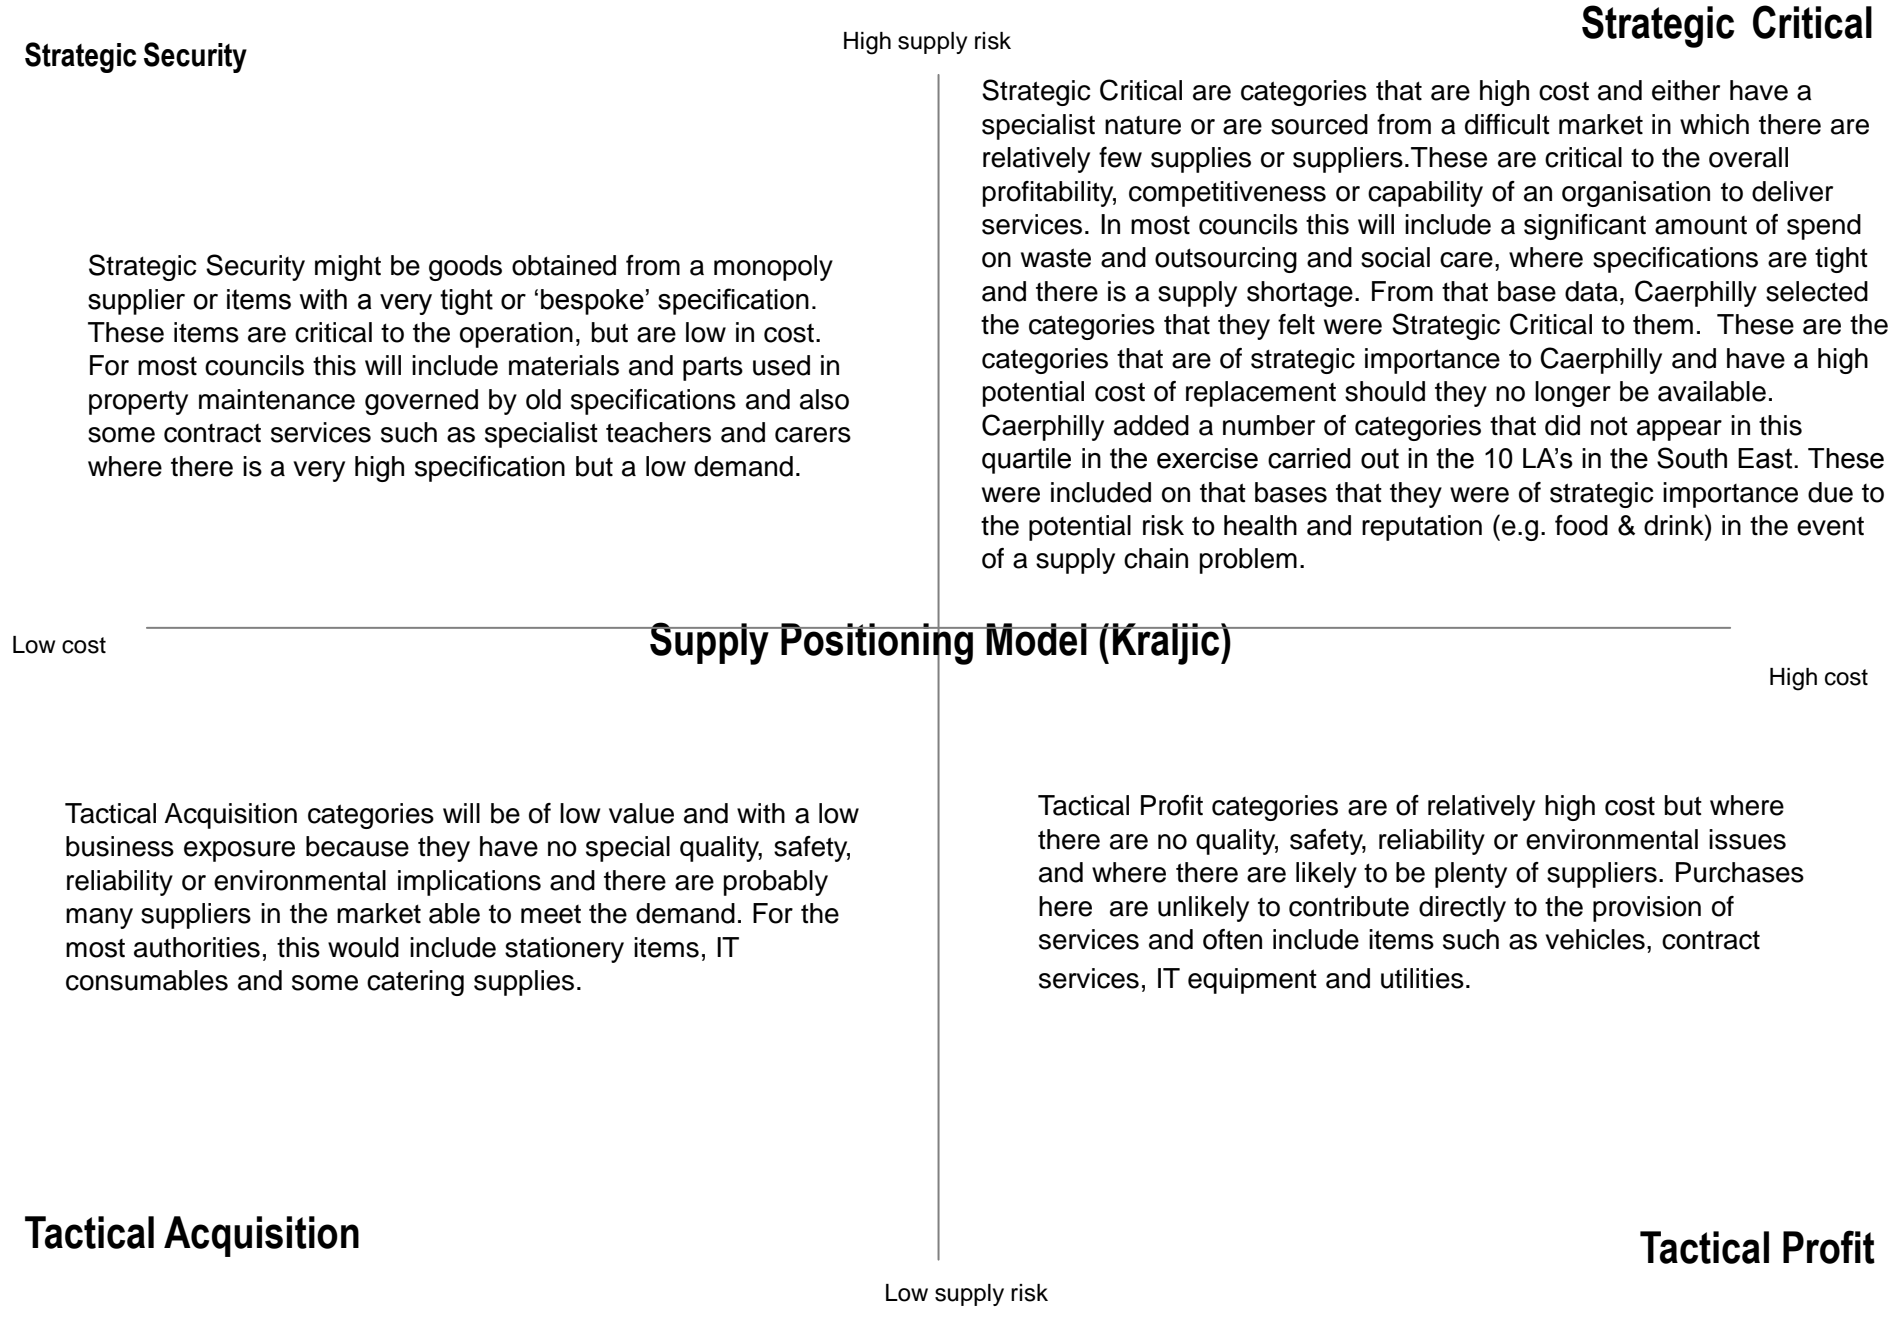 Strategic Security
High supply risk
Strategic Critical
Strategic Critical are categories that are high cost and either have a
specialist nature or are sourced from a difficult market in which there are
relatively few supplies or suppliers.These are critical to the overall
profitability, competitiveness or capability of an organisation to deliver
services. In most councils this will include a significant amount of spend
on waste and outsourcing and social care, where specifications are tight
and there is a supply shortage. From that base data, Caerphilly selected
the categories that they felt were Strategic Critical to them.  These are the
categories that are of strategic importance to Caerphilly and have a high
potential cost of replacement should they no longer be available.
Caerphilly added a number of categories that did not appear in this
quartile in the exercise carried out in the 10 LA’s in the South East. These
were included on that bases that they were of strategic importance due to
the potential risk to health and reputation (e.g. food & drink) in the event
of a supply chain problem.
Strategic Security might be goods obtained from a monopoly
supplier or items with a very tight or ‘bespoke’ specification.
These items are critical to the operation, but are low in cost.
For most councils this will include materials and parts used in
property maintenance governed by old specifications and also
some contract services such as specialist teachers and carers
where there is a very high specification but a low demand.
Low cost
Supply Positioning Model (Kraljic)
High cost
Tactical Acquisition categories will be of low value and with a low
business exposure because they have no special quality, safety,
reliability or environmental implications and there are probably
many suppliers in the market able to meet the demand. For the
most authorities, this would include stationery items, IT
consumables and some catering supplies.
Tactical Profit categories are of relatively high cost but where
there are no quality, safety, reliability or environmental issues
and where there are likely to be plenty of suppliers. Purchases
here  are unlikely to contribute directly to the provision of
services and often include items such as vehicles, contract
services, IT equipment and utilities.
Tactical Acquisition
Tactical Profit
Low supply risk